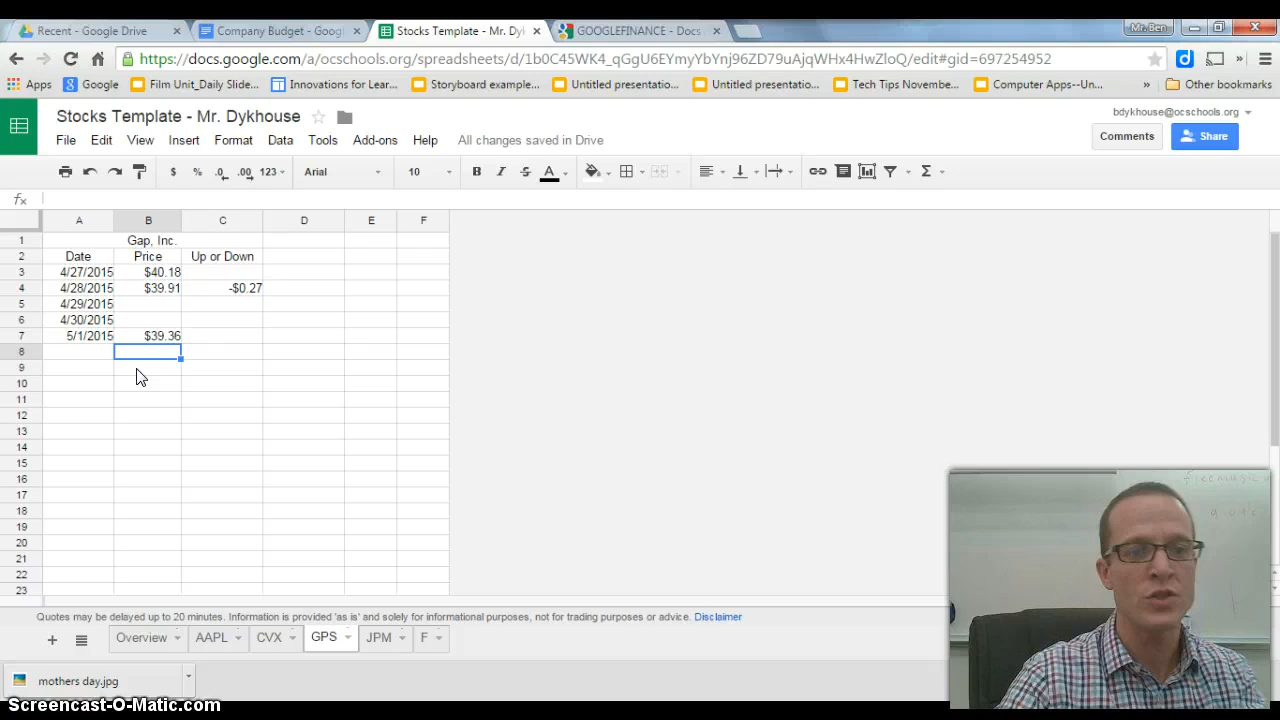 Recent - Google Drive
Company Budget - Goog
Stocks Template - Mr. Dyk
GOOGLEFINANCE - Docs
Mr. Ben
https://docs.google.com/a/ocschools.org/spreadsheets/d/
Apps Google Film Unit_Daily Slide... Innovations for Lear... Storyboard example... Untitled presentatio... Untitled presentatio... Tech Tips Novembe... Computer Apps--Un... » Other bookmarks
Stocks Template - Mr. Dykhouse
bdykhouse@ocschools.org
File Edit View Insert Format Data Tools Add-ons Help All changes saved in Drive
Comments Share
$ % .0 .00 123 Arial 10 B I S A Σ
fx
A B C D E F
1 Gap, Inc.
2 Date Price Up or Down
3 4/27/2015 $40.18
4 4/28/2015 $39.91 -$0.27
5 4/29/2015
6 4/30/2015
7 5/1/2015 $39.36
8
9
10
11
12
13
14
15
16
17
18
19
20
21
22
23
Quotes may be delayed up to 20 minutes. Information is provided 'as is' and solely for informational purposes, not for trading purposes or advice. Disclaimer
+ Overview AAPL CVX GPS JPM F
mothers day.jpg
Screencast-O-Matic.com